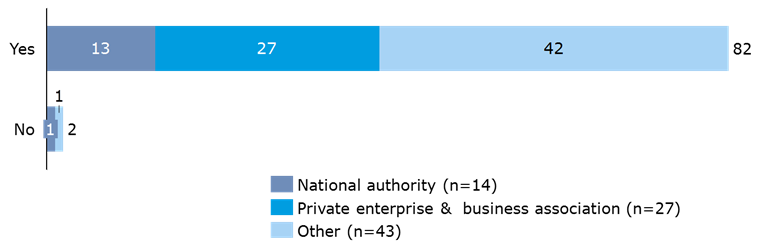 Yes 13 27 42 82
1
No 1 2
National authority (n=14)
Private enterprise & business association (n=27)
Other (n=43)